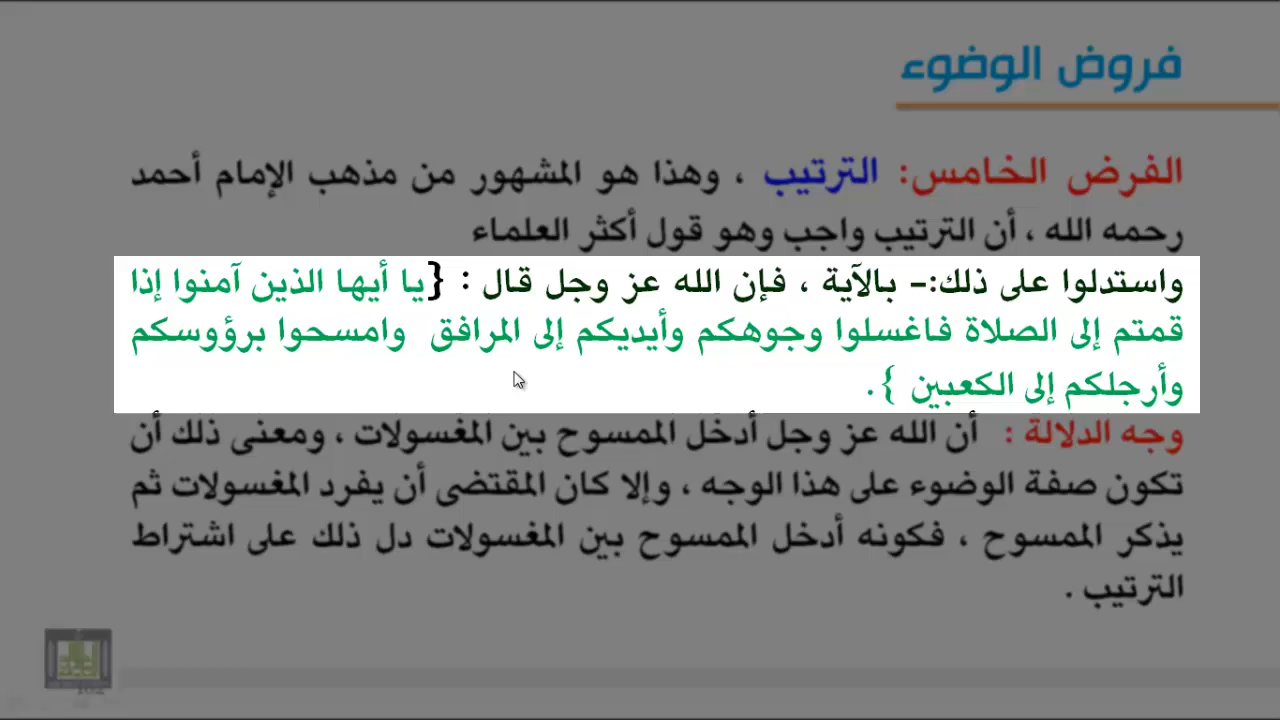 فروض الوضوء
الفرض الخامس: الترتيب ، وهذا هو المشهور من مذهب الإمام أحمد
رحمه الله ، أن الترتيب واجب وهو قول أكثر العلماء
واستدلوا على ذلك:- بالآية ، فإن الله عز وجل قال : {يا أيها الذين آمنوا إذا
قمتم إلى الصلاة فاغسلوا وجوهكم وأيديكم إلى المرافق وامسحوا برؤوسكم
وأرجلكم إلى الكعبين }.
وجه الدلالة : أن الله عز وجل أدخل الممسوح بين المغسولات ، ومعنى ذلك أن
تكون صفة الوضوء على هذا الوجه ، وإلا كان المقتضى أن يفرد المغسولات ثم
يذكر الممسوح ، فكونه أدخل الممسوح بين المغسولات دل ذلك على اشتراط
الترتيب .